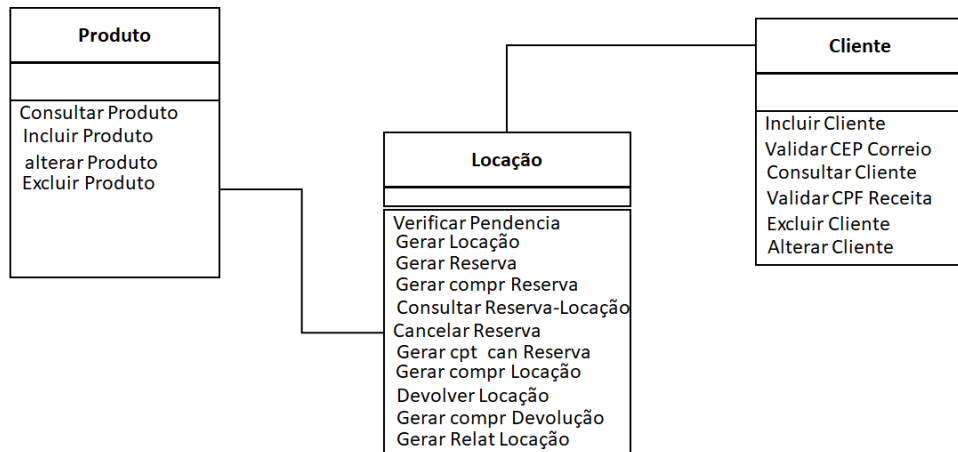 Produto
Consultar Produto
Incluir Produto
alterar Produto
Excluir Produto
Locação
Verificar Pendencia
Gerar Locação
Gerar Reserva
Gerar compr Reserva
Consultar Reserva-Locação
Cancelar Reserva
Gerar cpt can Reserva
Gerar compr Locação
Devolver Locação
Gerar compr Devolução
Gerar Relat Locação
Cliente
Incluir Cliente
Validar CEP Correio
Consultar Cliente
Validar CPF Receita
Excluir Cliente
Alterar Cliente